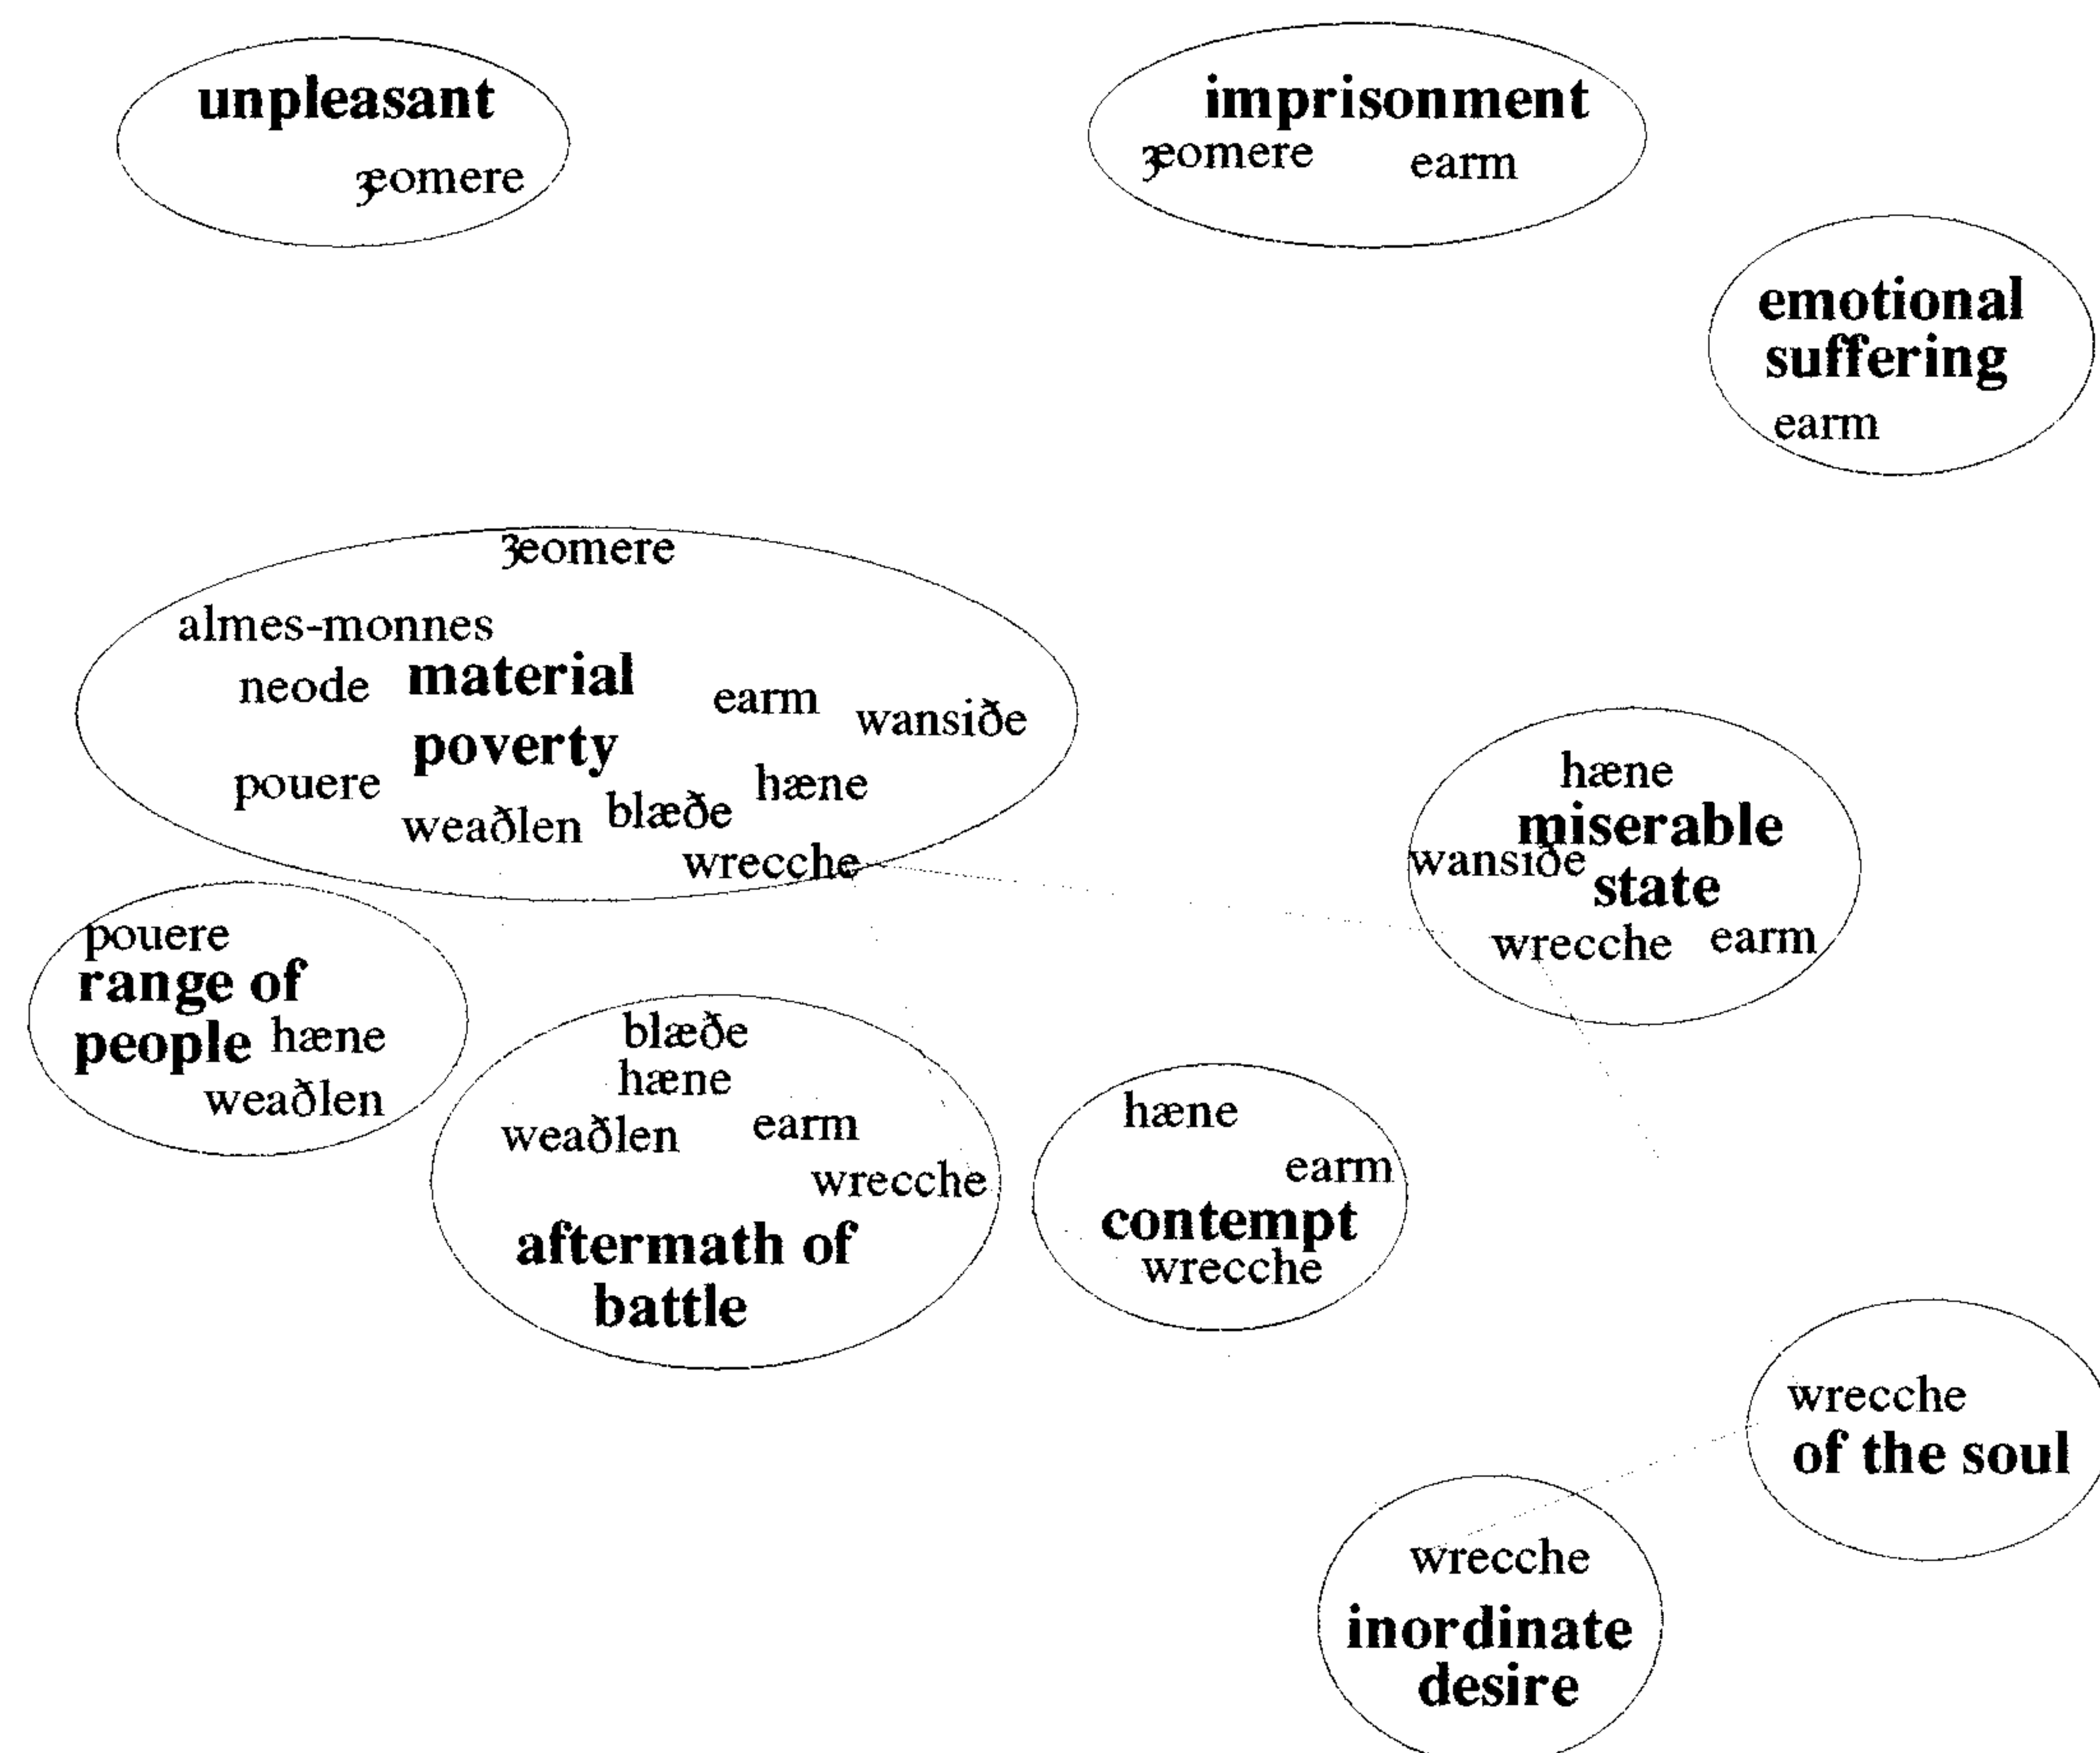 unpleasant
ȝeomere
imprisonment
ȝeomere earm
emotional
suffering
earm
ȝeomere
almes-monnes
neode material earm wansiðe
poverty
pouere hæne
weaðlen blæðe
wrecche
hæne
miserable
wansiðe state
wrecche earm
pouere
range of
people hæne
weaðlen
blæðe
hæne
weaðlen earm
wrecche
aftermath of
battle
hæne
earm
contempt
wrecche
wrecche
of the soul
wrecche
inordinate
desire